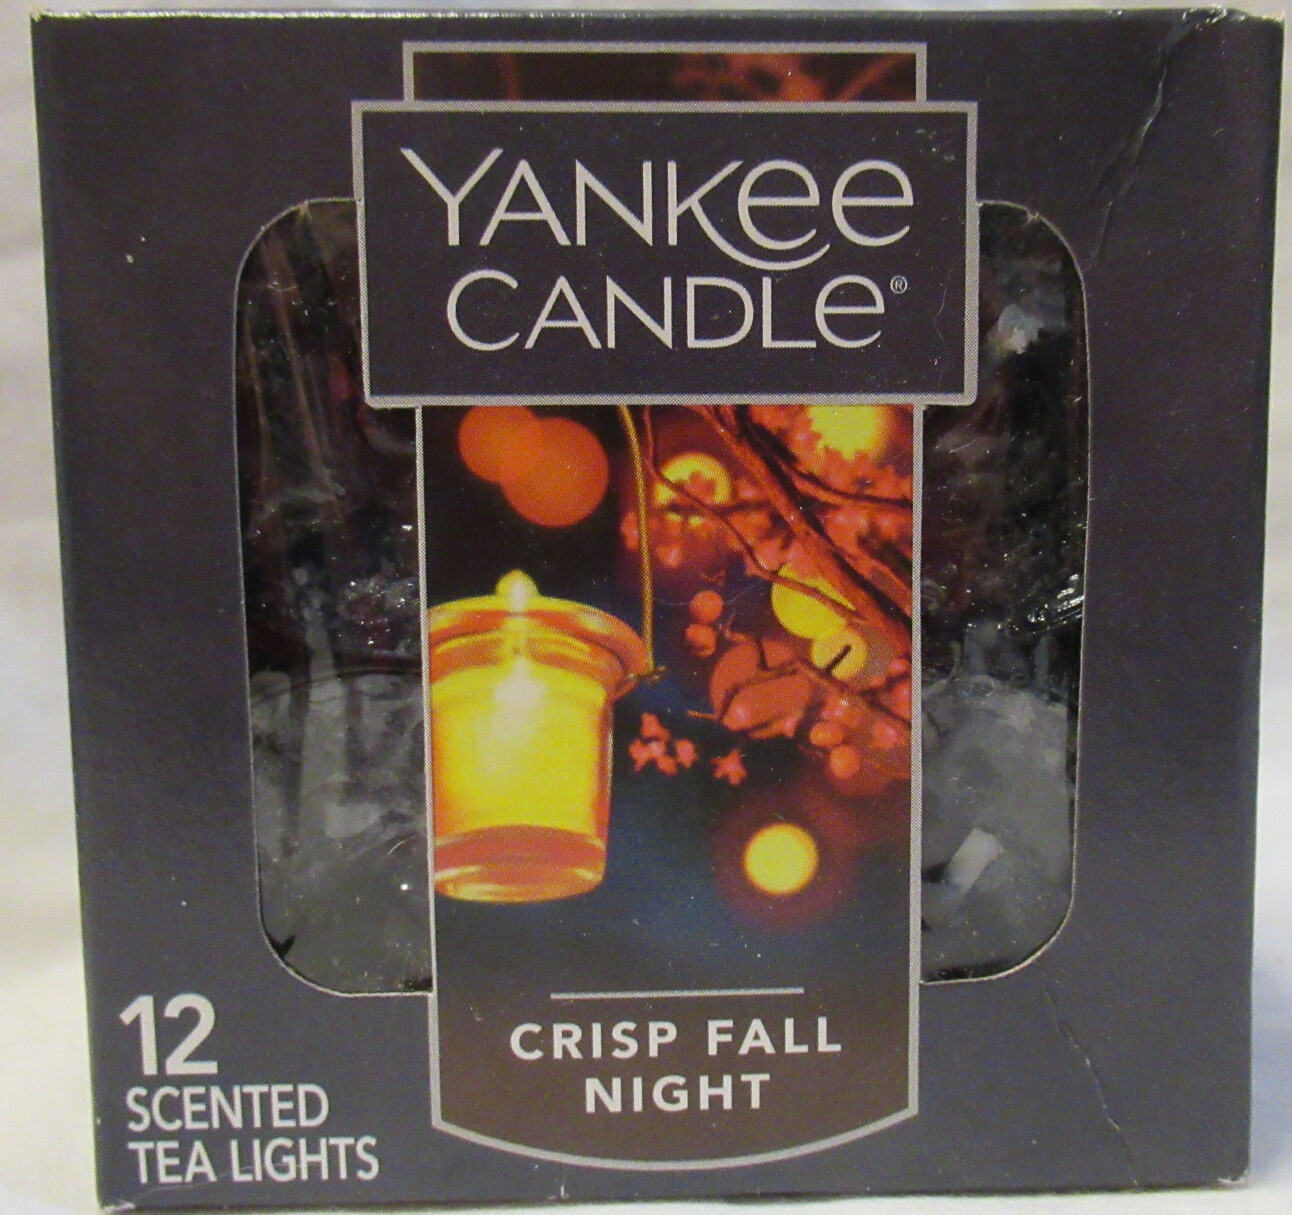 YANKEE
CANDLE®
CRISP FALL
NIGHT
12
SCENTED
TEA LIGHTS